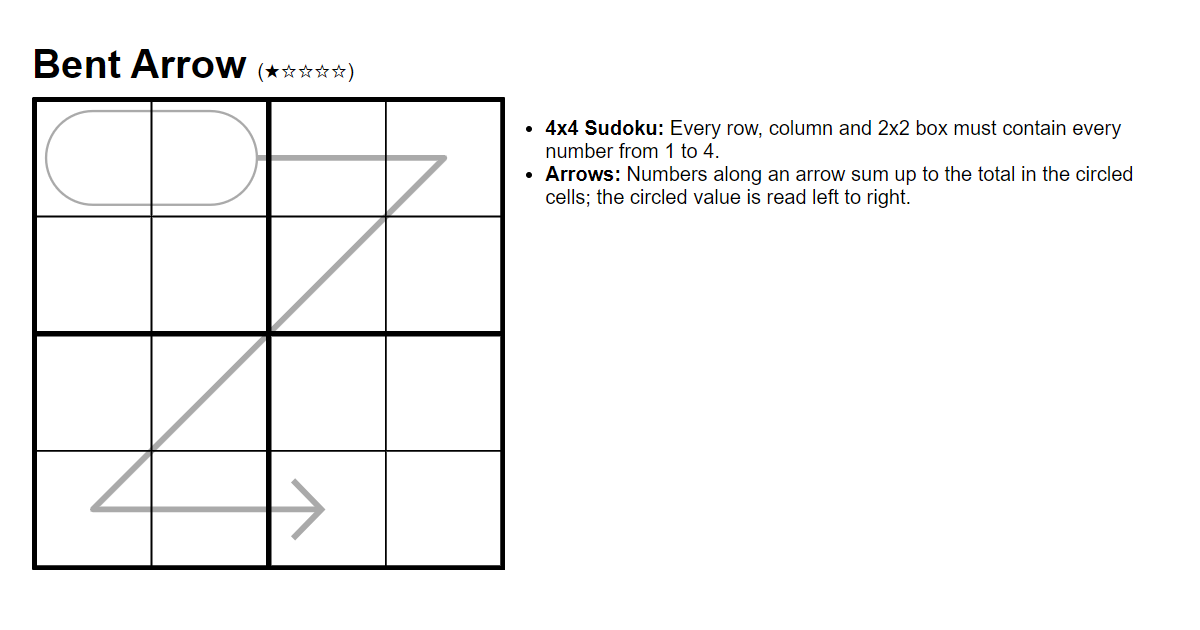 Bent Arrow (★☆☆☆☆)
• 4x4 Sudoku: Every row, column and 2x2 box must contain every
number from 1 to 4.
• Arrows: Numbers along an arrow sum up to the total in the circled
cells; the circled value is read left to right.